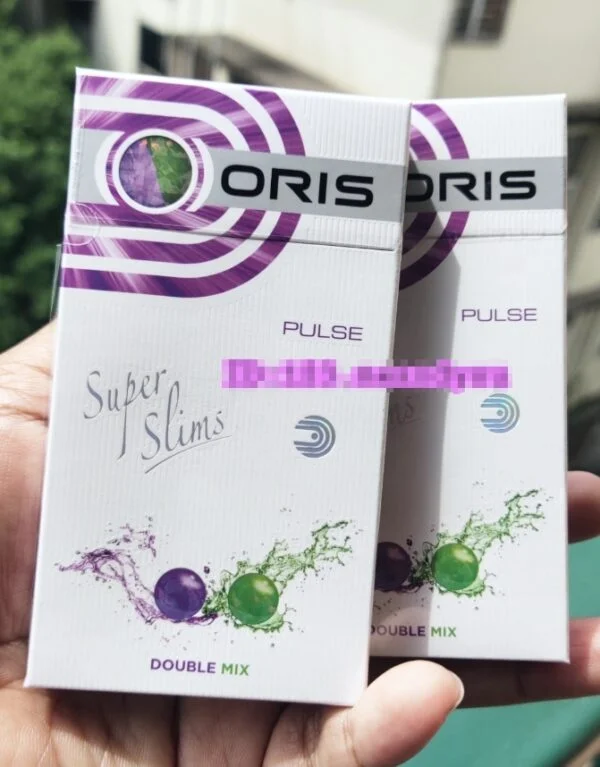 ORIS
PULSE
Super
Slims
DOUBLE MIX
ORIS
PULSE
DOUBLE MIX